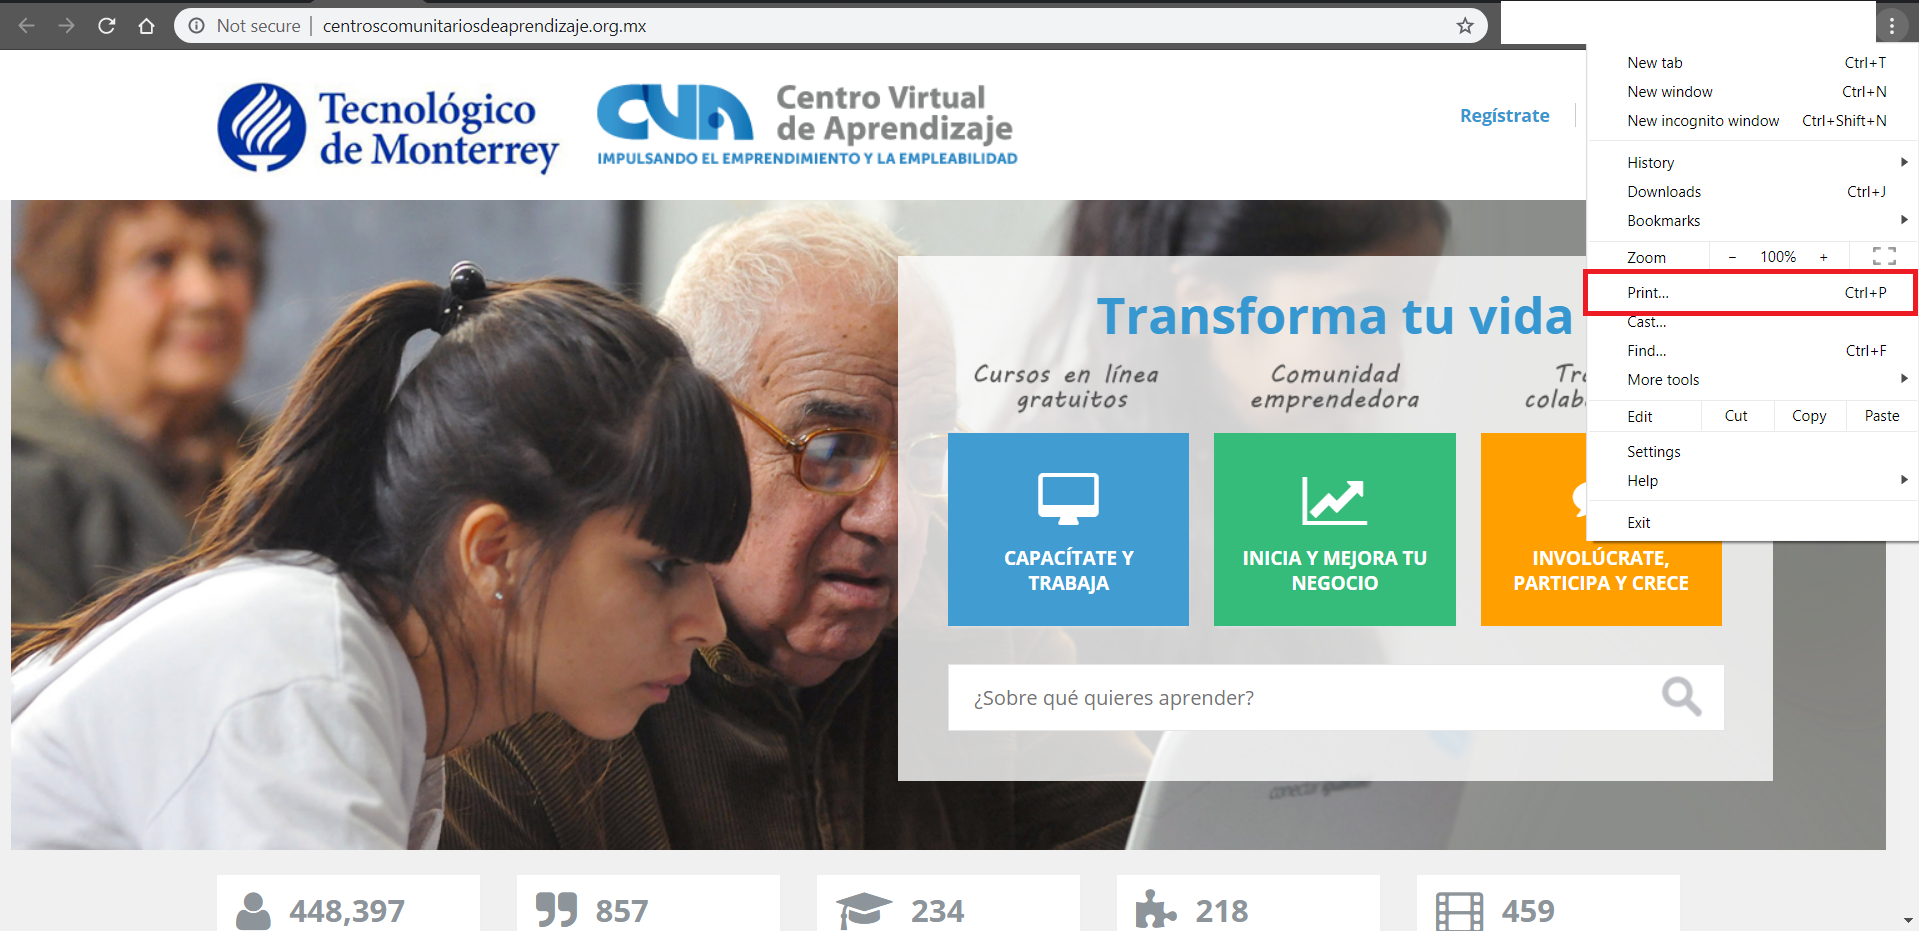 Not secure | centroscomunitariosdeaprendizaje.org.mx
Tecnológico
de Monterrey
CVA
Centro Virtual
de Aprendizaje
IMPULSANDO EL EMPRENDIMIENTO Y LA EMPLEABILIDAD
Regístrate
New tab Ctrl+T
New window Ctrl+N
New incognito window Ctrl+Shift+N
History
Downloads Ctrl+J
Bookmarks
Zoom - 100% +
Print... Ctrl+P
Cast...
Find... Ctrl+F
More tools
Edit Cut Copy Paste
Settings
Help
Exit
Transforma tu vida
Cursos en línea
gratuitos
Comunidad
emprendedora
CAPACÍTATE Y
TRABAJA
INICIA Y MEJORA TU
NEGOCIO
INVOLÚCRATE,
PARTICIPA Y CRECE
¿Sobre qué quieres aprender?
448,397
857
234
218
459